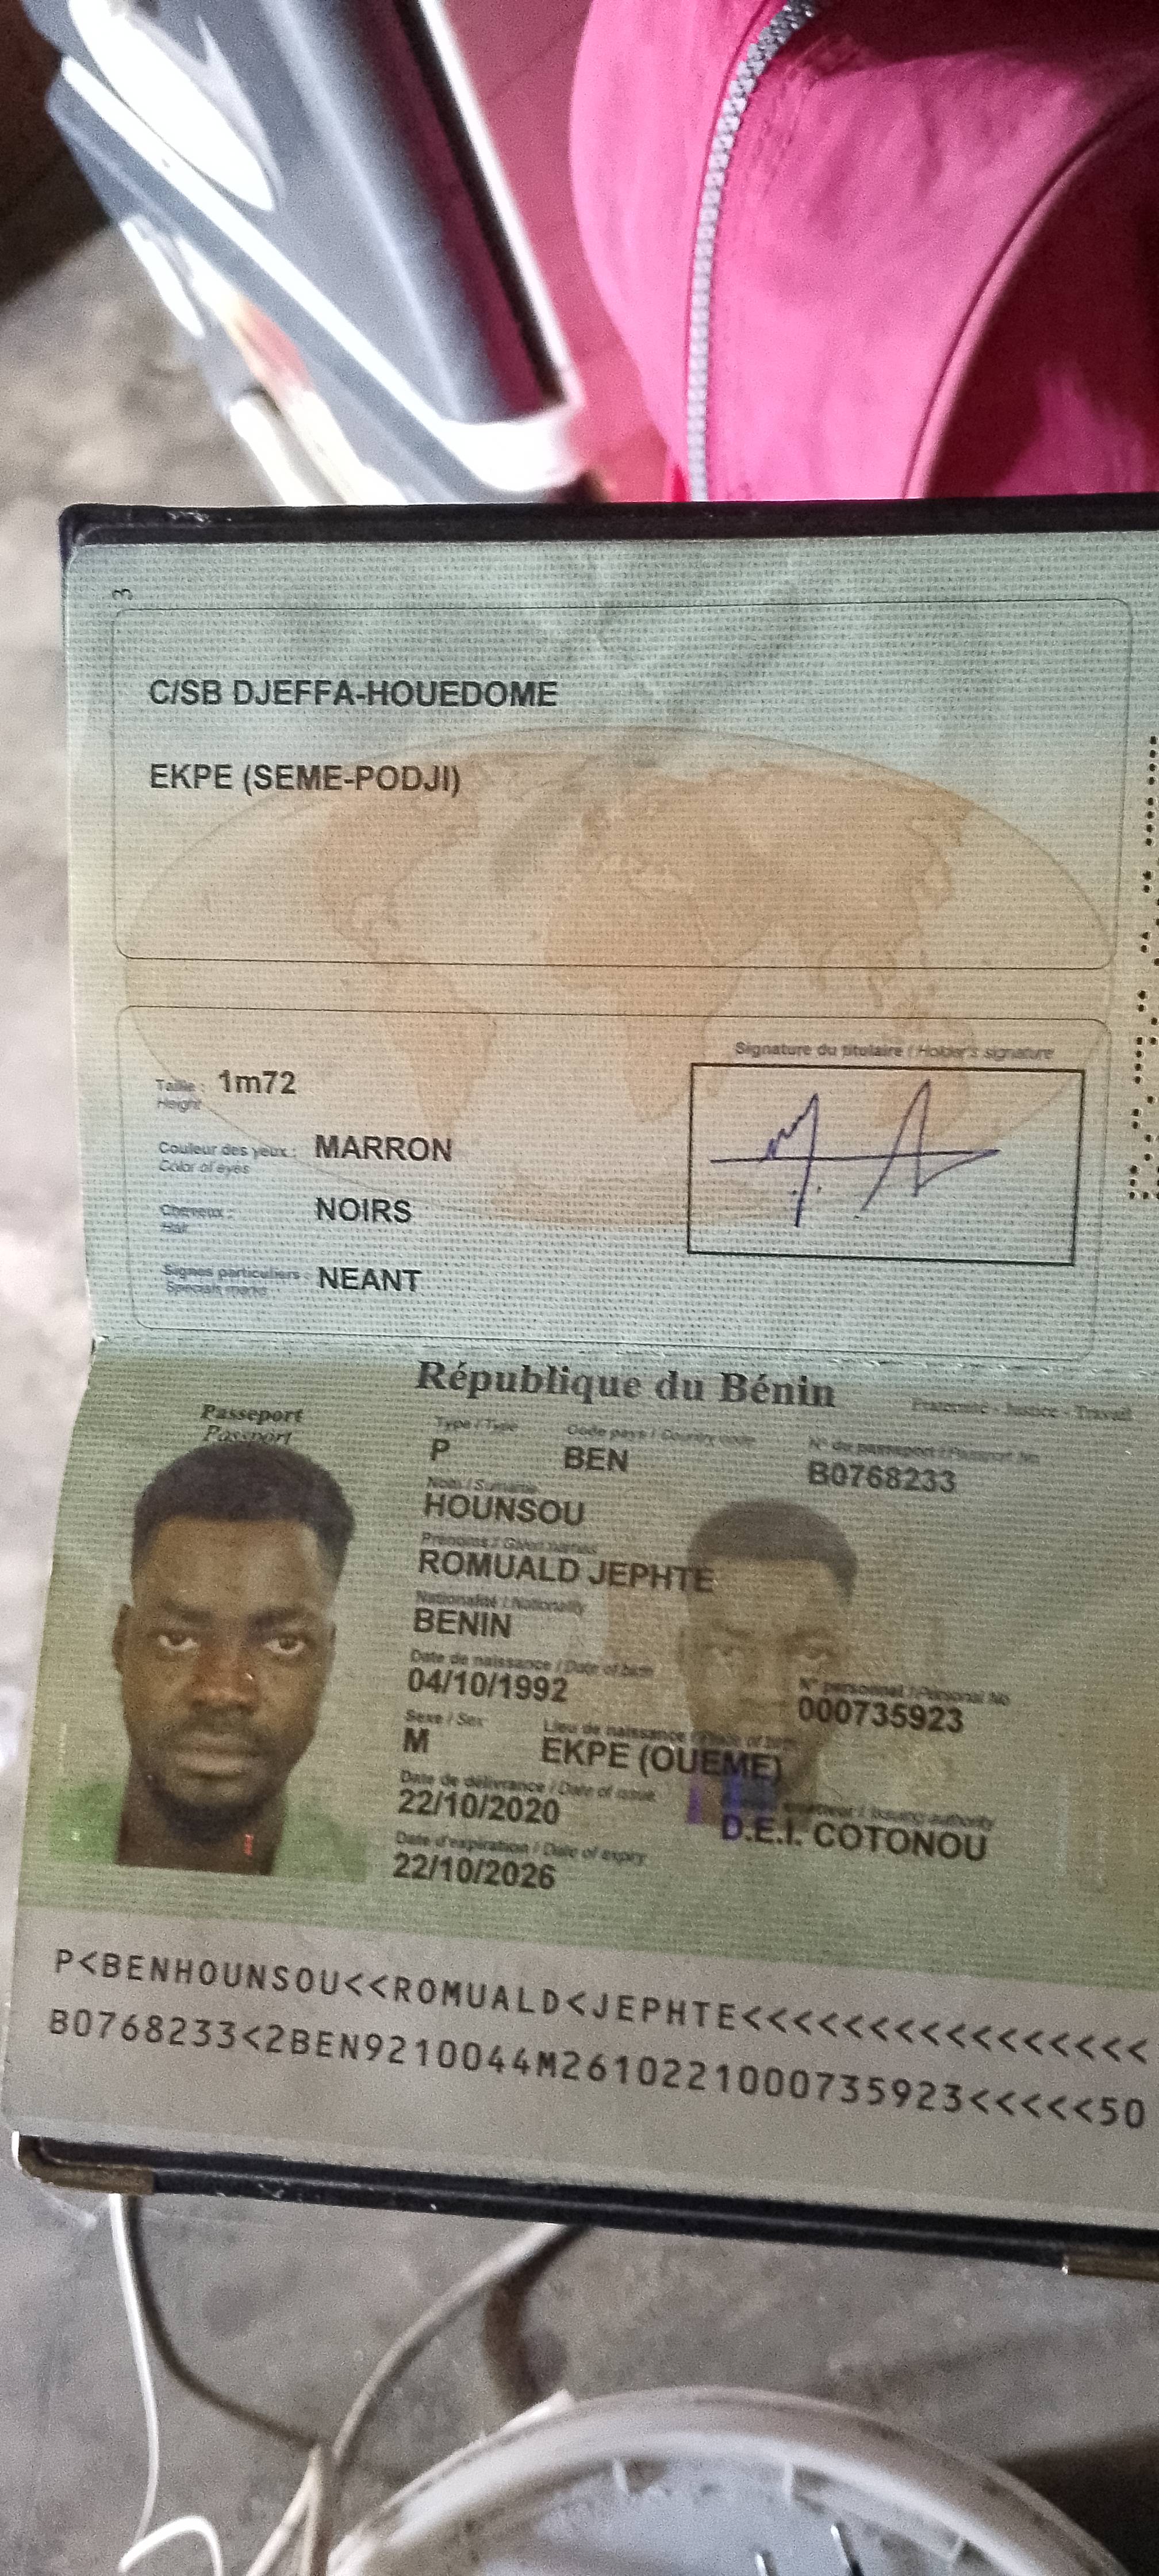 3
C/SB DJEFFA-HOUEDOME
EKPE (SEME-PODJI)
Signature du titulaire / Holder's signature
Taille : 1m72
Height
Couleur des yeux : MARRON
Color of eyes
Cheveux : NOIRS
Hair
Signes particuliers : NEANT
Specials marks
République du Bénin
Fraternité - Justice - Travail
Passeport
Passport
Type / Type Code pays / Country code N° du passeport / Passport No
P BEN B0768233
Nom / Surname
HOUNSOU
Prénoms / Given names
ROMUALD JEPHTE
Nationalité / Nationality
BENIN
Date de naissance / Date of birth N° personnel / Personal No
04/10/1992 000735923
Sexe / Sex Lieu de naissance / Place of birth
M EKPE (OUEME)
Date de délivrance / Date of issue / Issuing authority
22/10/2020 D.E.I. COTONOU
Date d'expiration / Date of expiry
22/10/2026
P<BENHOUNSOU<<ROMUALD<JEPHTE<<<<<<<<<<<<<<<<
B0768233<2BEN9210044M2610221000735923<<<<<50